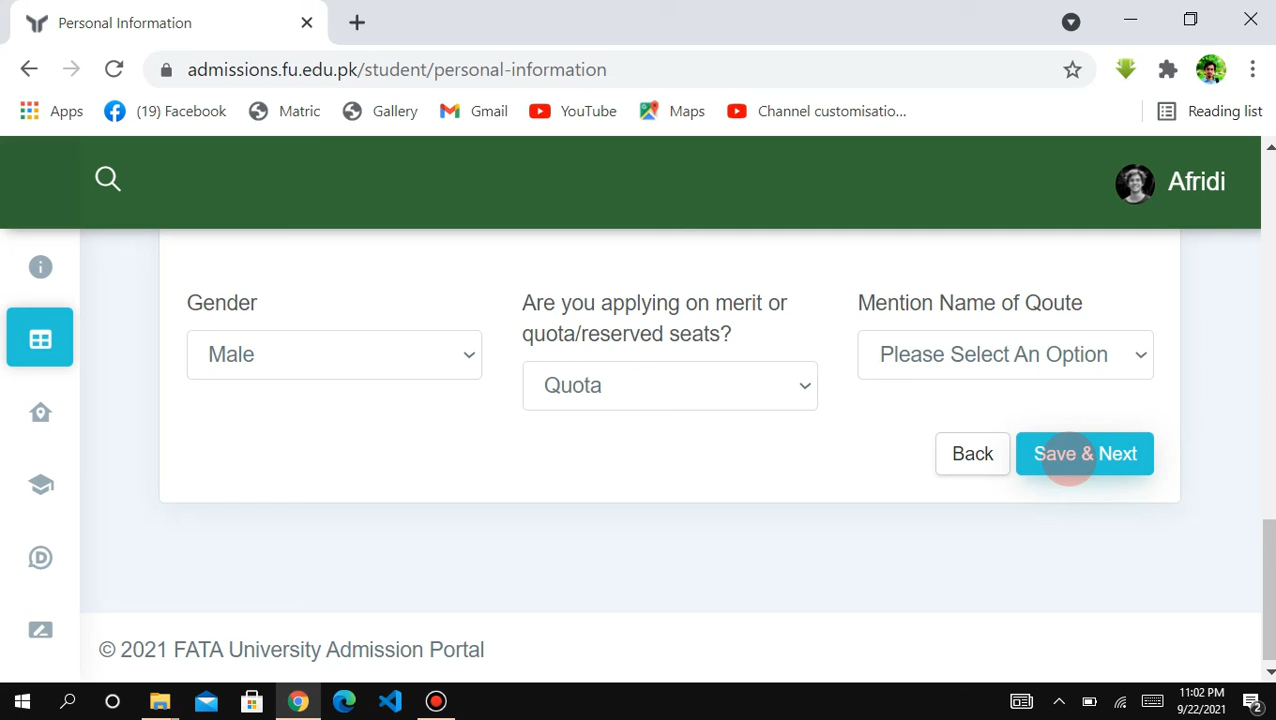 Personal Information
admissions.fu.edu.pk/student/personal-information
Apps
(19) Facebook
Matric
Gallery
Gmail
YouTube
Maps
Channel customisatio...
Reading list
Afridi
Gender
Are you applying on merit or
quota/reserved seats?
Mention Name of Qoute
Male
Quota
Please Select An Option
Back
Save & Next
© 2021 FATA University Admission Portal
11:02 PM
9/22/2021
2